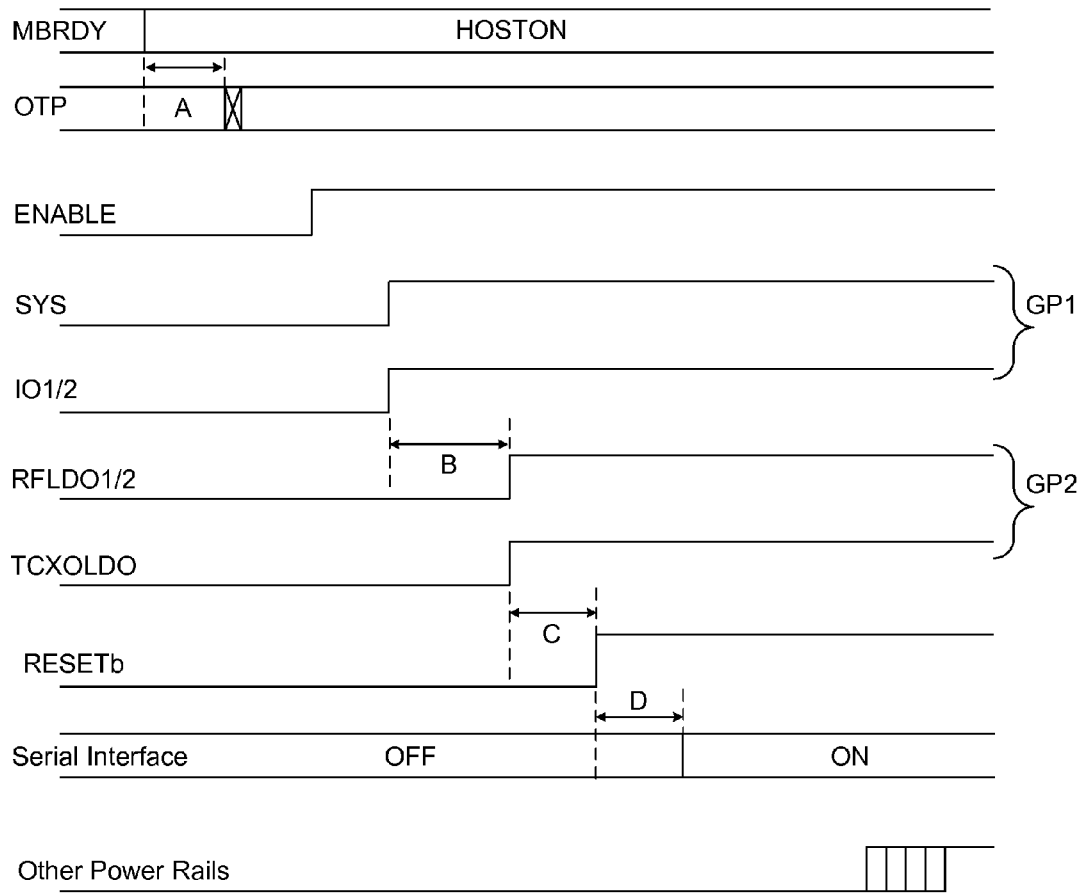 MBRDY HOSTON
OTP A
ENABLE
SYS
GP1
IO1/2
B
RFLDO1/2
GP2
TCXOLDO
C
RESETb
D
Serial Interface OFF ON
Other Power Rails